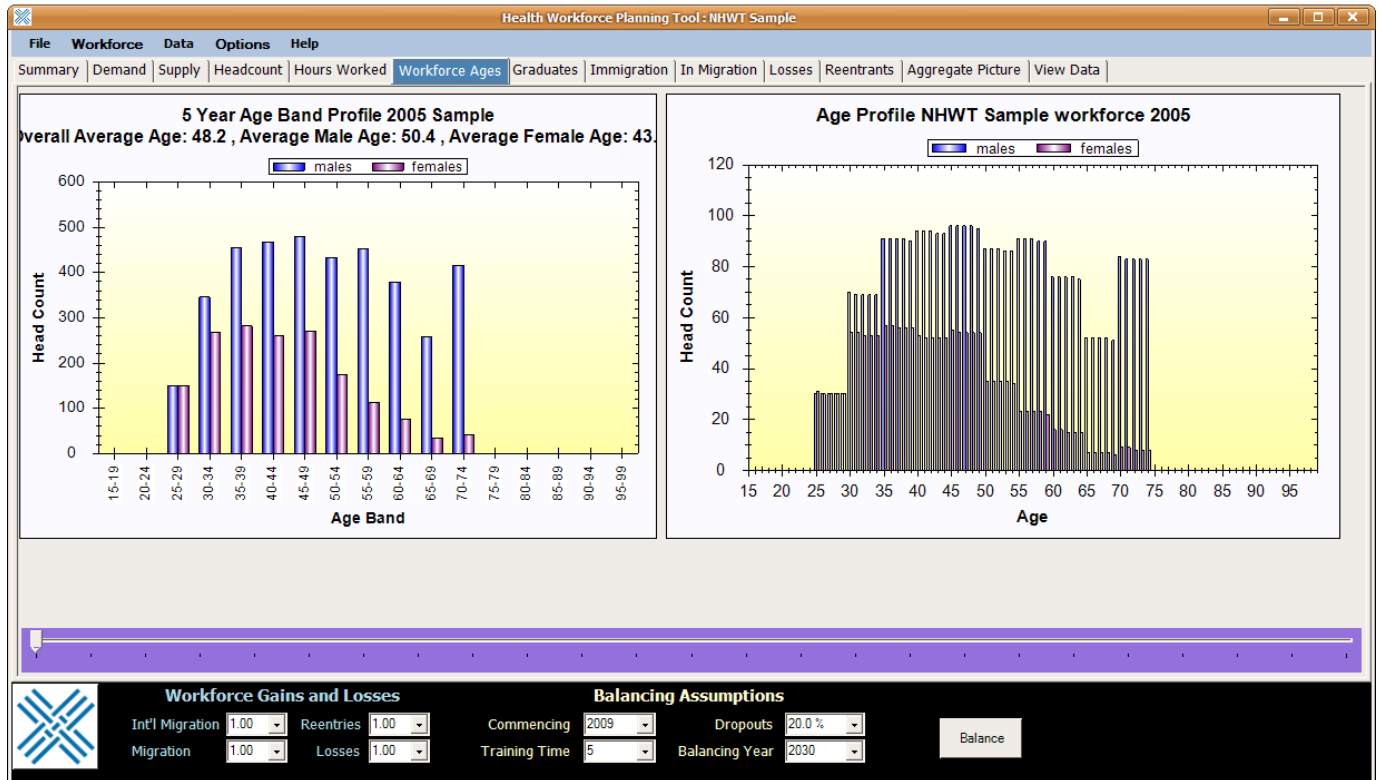 Health Workforce Planning Tool : NHWT Sample
File Workforce Data Options Help
Summary Demand Supply Headcount Hours Worked Workforce Ages Graduates Immigration In Migration Losses Reentrants Aggregate Picture View Data
5 Year Age Band Profile 2005 Sample
verall Average Age: 48.2 , Average Male Age: 50.4 , Average Female Age: 43.
males females
600
500
400
300
200
100
0
Head Count
15-19 20-24 25-29 30-34 35-39 40-44 45-49 50-54 55-59 60-64 65-69 70-74 75-79 80-84 85-89 90-94 95-99
Age Band
Age Profile NHWT Sample workforce 2005
males females
120
100
80
60
40
20
0
Head Count
15 20 25 30 35 40 45 50 55 60 65 70 75 80 85 90 95
Age
Workforce Gains and Losses
Int'l Migration 1.00 Reentries 1.00
Migration 1.00 Losses 1.00
Balancing Assumptions
Commencing 2009 Dropouts 20.0 %
Training Time 5 Balancing Year 2030
Balance